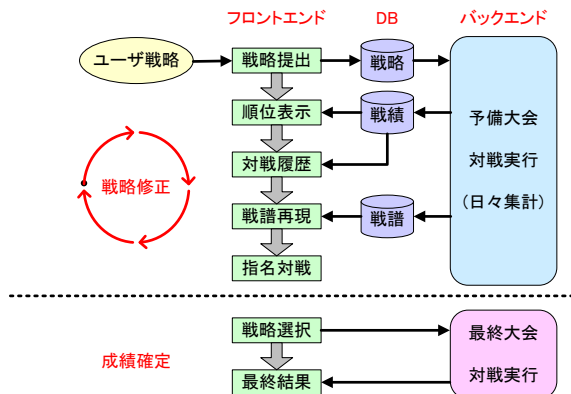 フロントエンド
DB
バックエンド
ユーザ戦略
戦略提出
戦略
順位表示
戦績
予備大会
対戦実行
(日々集計)
対戦履歴
戦略修正
戦譜再現
戦譜
指名対戦
戦略選択
最終大会
対戦実行
成績確定
最終結果